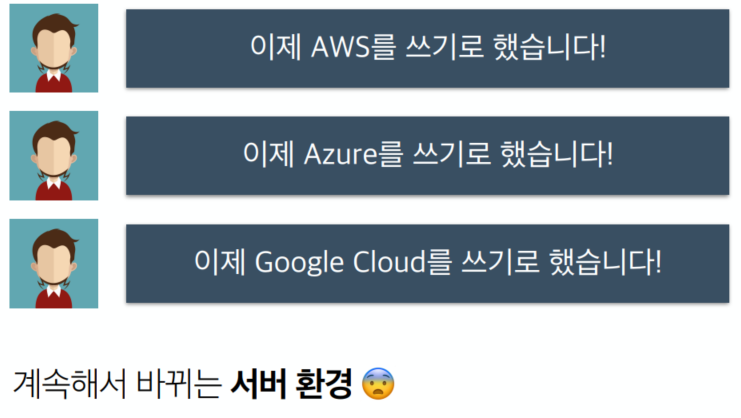 이제 AWS를 쓰기로 했습니다!
이제 Azure를 쓰기로 했습니다!
이제 Google Cloud를 쓰기로 했습니다!
계속해서 바뀌는 서버 환경 😨